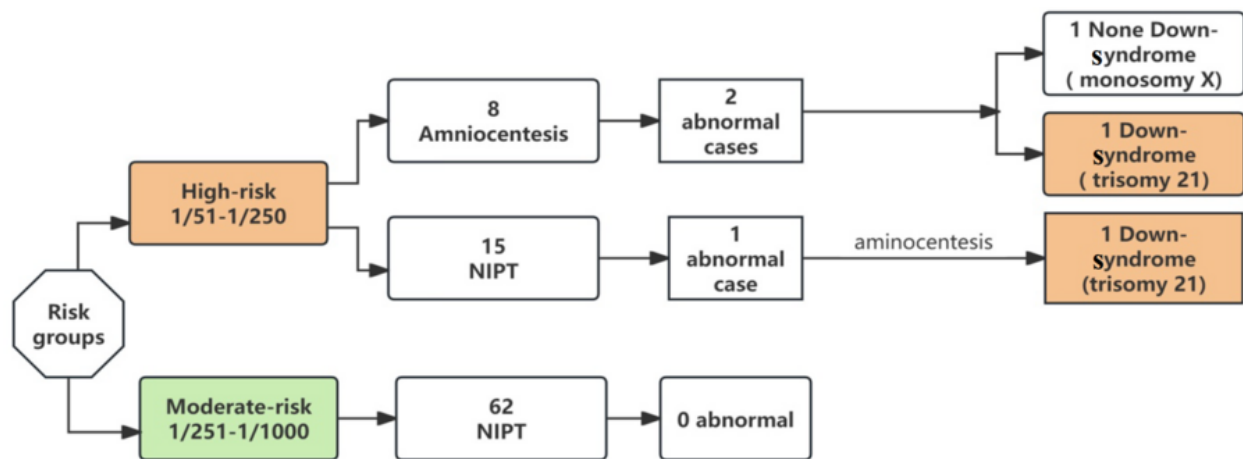 Risk
groups
High-risk
1/51-1/250
8
Amniocentesis
2
abnormal
cases
1 None Down-
syndrome
( monosomy X)
1 Down-
syndrome
( trisomy 21)
15
NIPT
1
abnormal
case
aminocentesis
1 Down-
syndrome
(trisomy 21)
Moderate-risk
1/251-1/1000
62
NIPT
0 abnormal